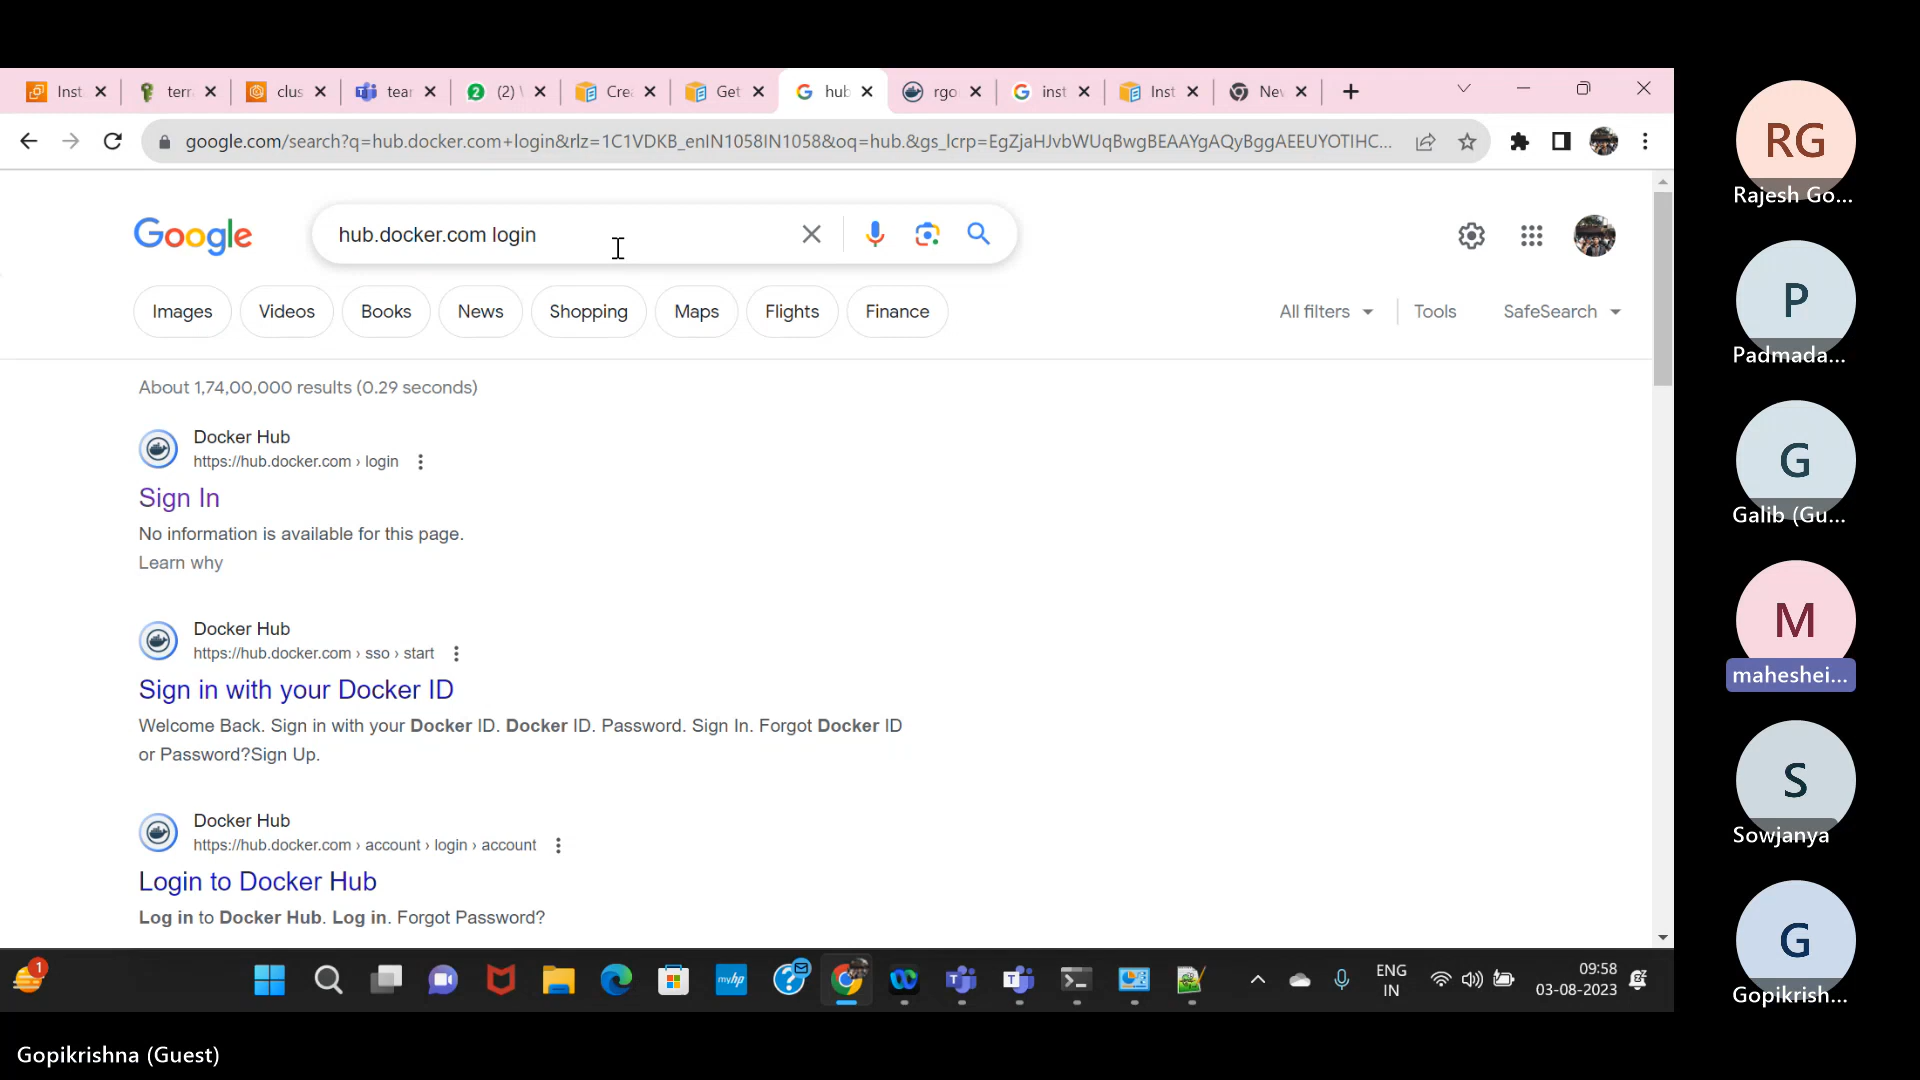 Inst
terr
clus
tear
2
(2)
Cre
Get
hub
rgo
inst
Inst
Nev
google.com/search?q=hub.docker.com+login&rlz=1C1VDKB_enIN1058IN1058&oq=hub.&gs_lcrp=EgZjaHJvbWUqBwgBEAAYgAQyBggAEEUYOTIHC...
Google
hub.docker.com login
Images
Videos
Books
News
Shopping
Maps
Flights
Finance
All filters
Tools
SafeSearch
About 1,74,00,000 results (0.29 seconds)
Docker Hub
https://hub.docker.com › login
Sign In
No information is available for this page.
Learn why
Docker Hub
https://hub.docker.com › sso › start
Sign in with your Docker ID
Welcome Back. Sign in with your Docker ID. Docker ID. Password. Sign In. Forgot Docker ID
or Password?Sign Up.
Docker Hub
https://hub.docker.com › account › login › account
Login to Docker Hub
Log in to Docker Hub. Log in. Forgot Password?
1
myhp
ENG
IN
09:58
03-08-2023
RG
Rajesh Go...
P
Padmada...
G
Galib (Gu...
M
maheshei...
S
Sowjanya
G
Gopikrish...
Gopikrishna (Guest)